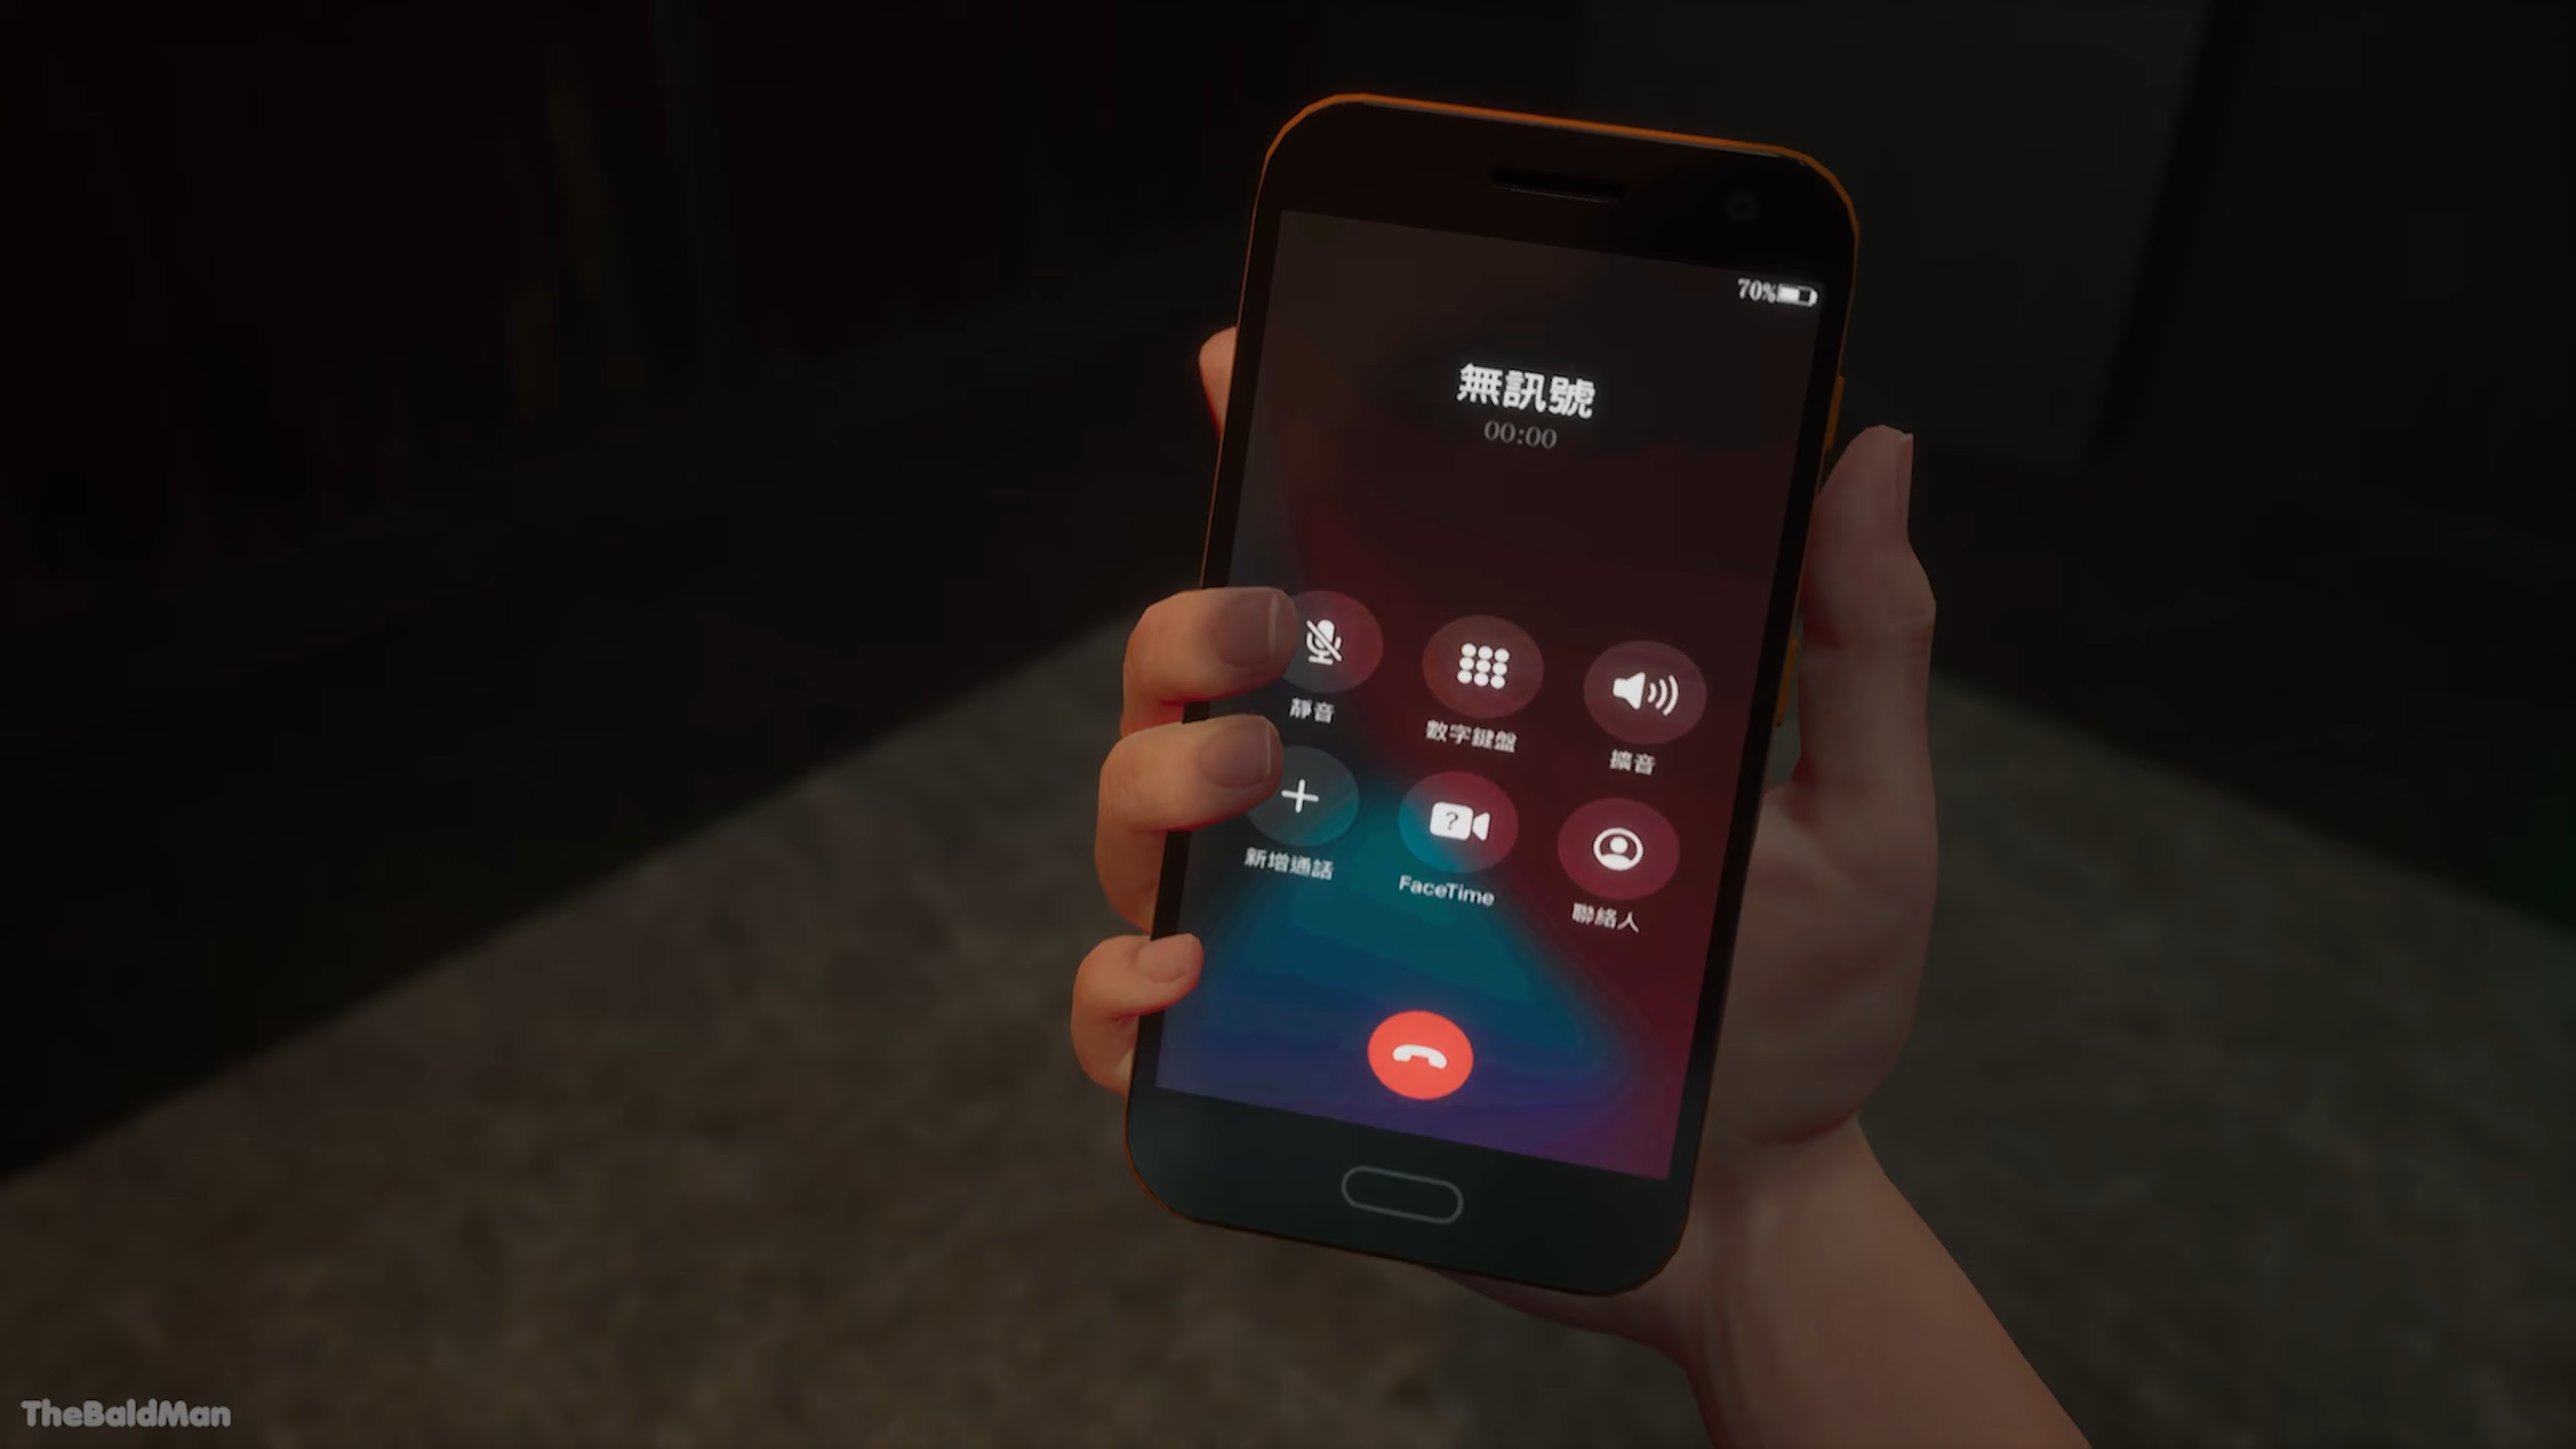 70%
無訊號
00:00
靜音
數字鍵盤
擴音
新增通話
FaceTime
聯絡人
TheBaldMan